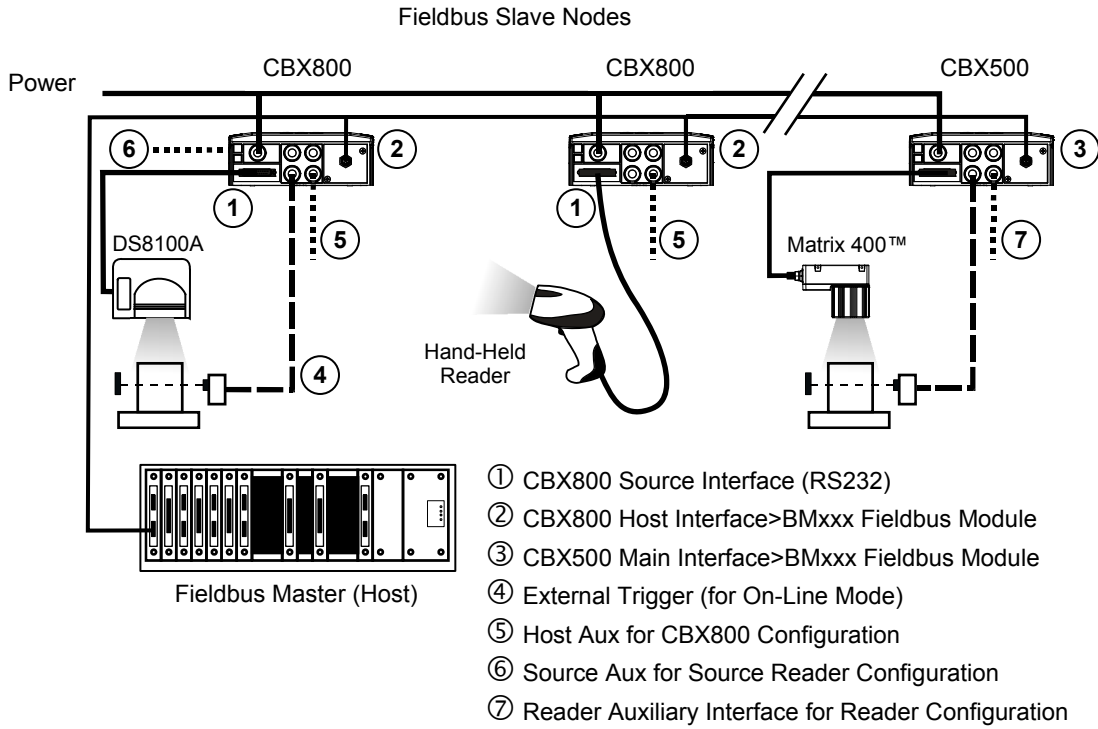 Fieldbus Slave Nodes
Power
CBX800
CBX800
CBX500
6
2
2
3
1
5
1
5
7
DS8100A
Matrix 400™
Hand-Held
Reader
4
Fieldbus Master (Host)
① CBX800 Source Interface (RS232)
② CBX800 Host Interface>BMxxx Fieldbus Module
③ CBX500 Main Interface>BMxxx Fieldbus Module
④ External Trigger (for On-Line Mode)
⑤ Host Aux for CBX800 Configuration
⑥ Source Aux for Source Reader Configuration
⑦ Reader Auxiliary Interface for Reader Configuration